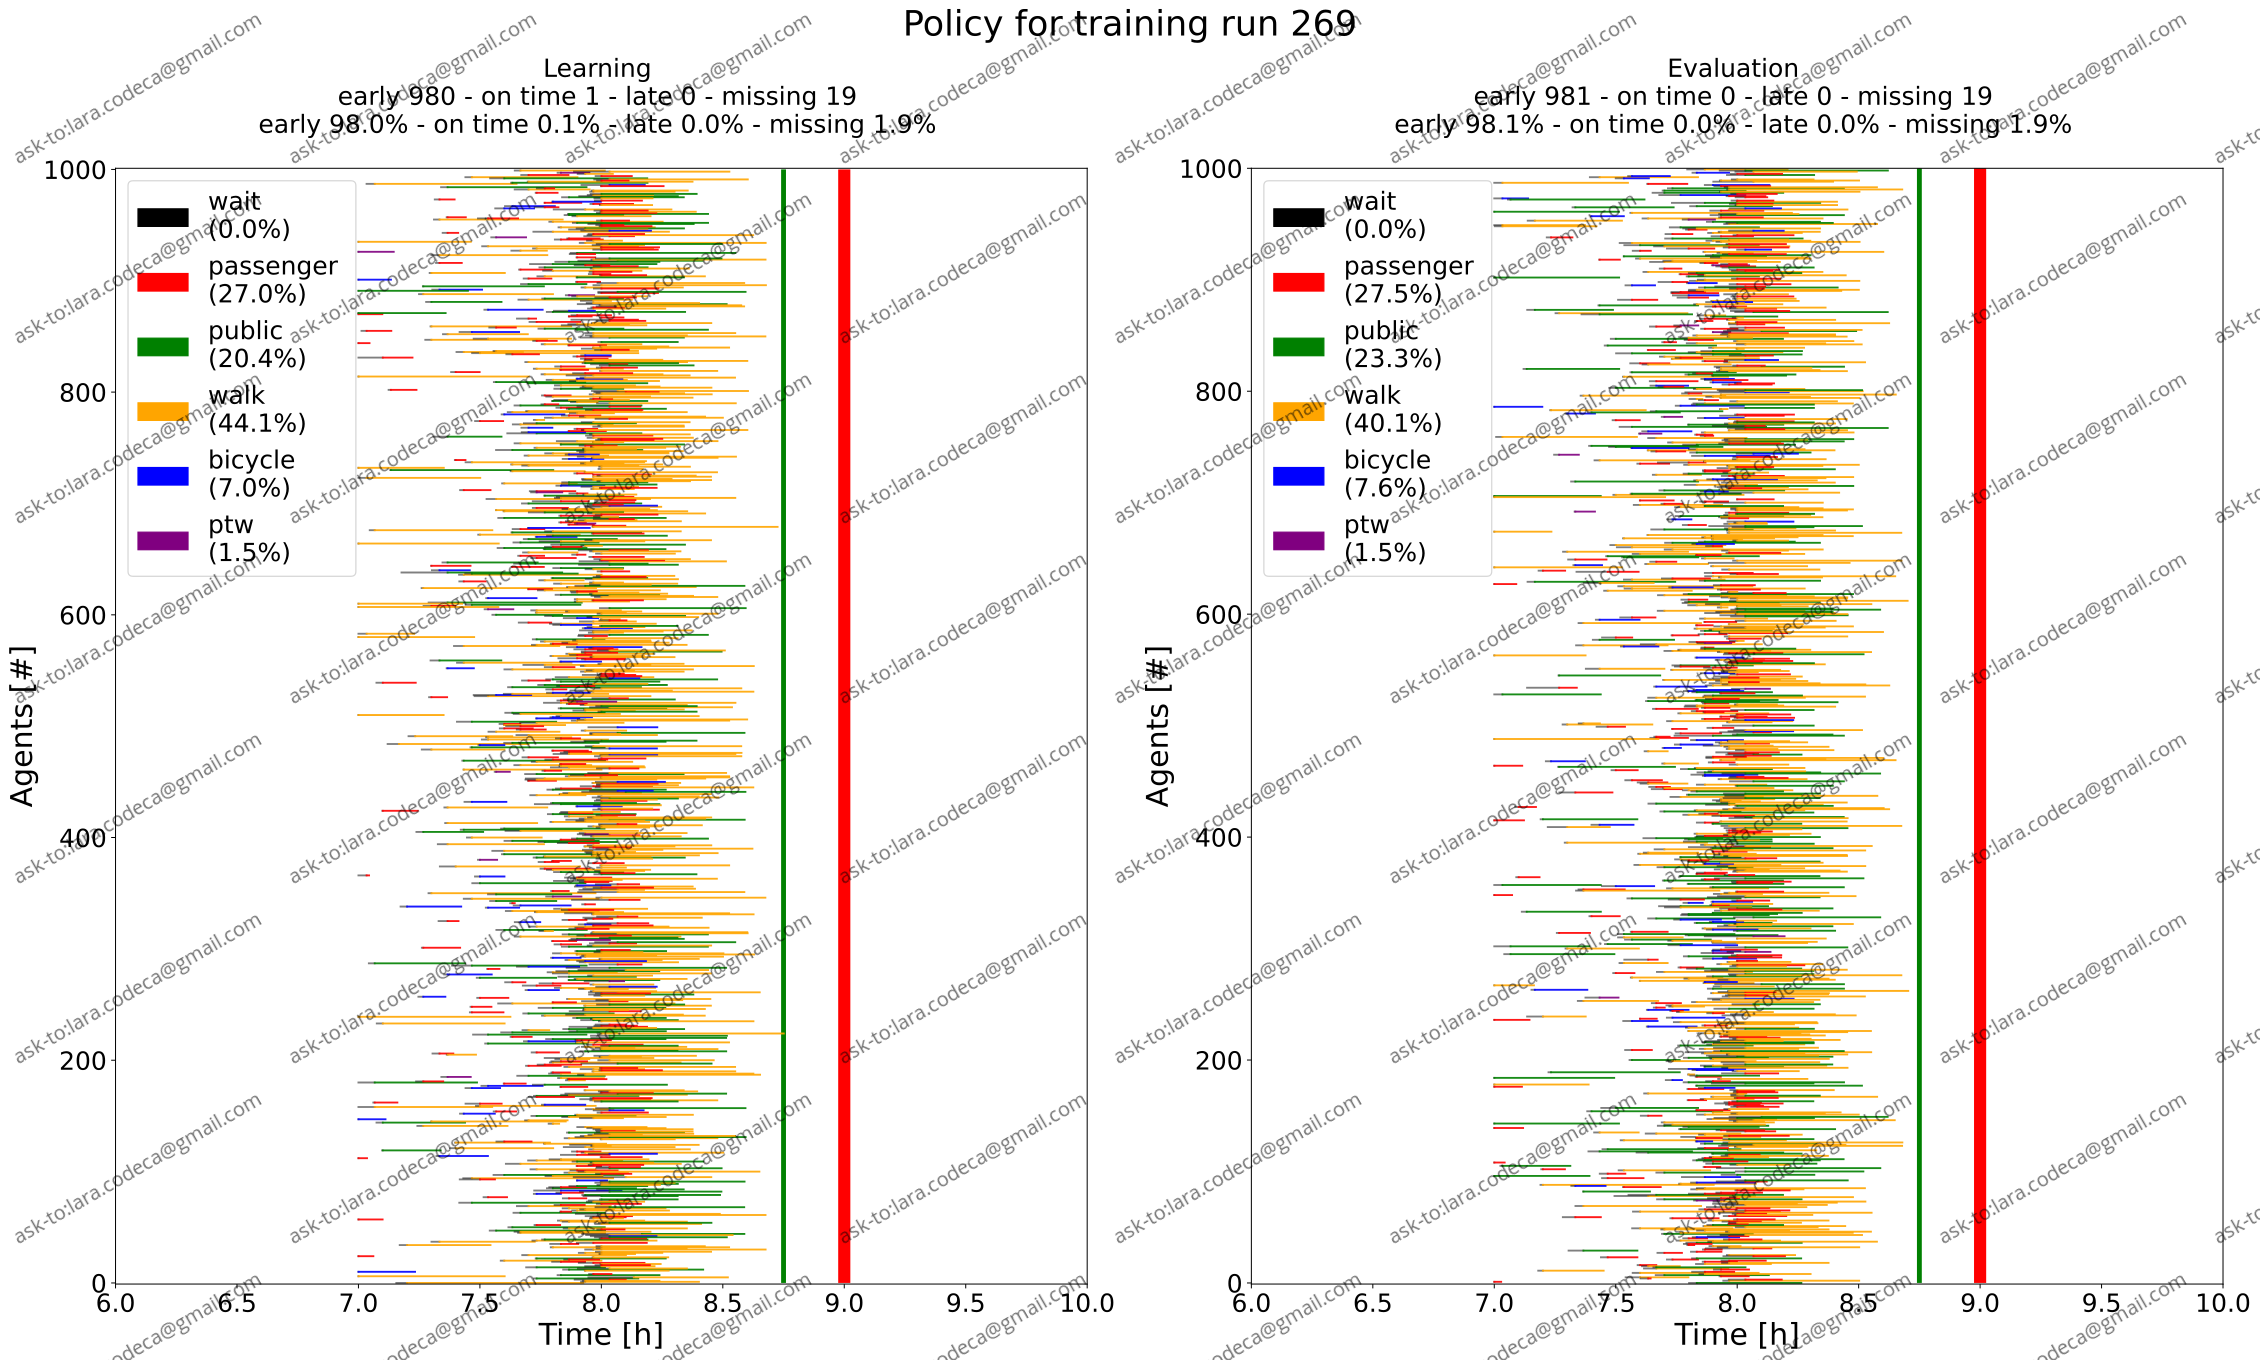 Policy for training run 269
Learning
early 980 - on time 1 - late 0 - missing 19
early 98.0% - on time 0.1% - late 0.0% - missing 1.9%
1000
800
600
400
200
0
Agents [#]
wait
(0.0%)
passenger
(27.0%)
public
(20.4%)
walk
(44.1%)
bicycle
(7.0%)
ptw
(1.5%)
6.0 6.5 7.0 7.5 8.0 8.5 9.0 9.5 10.0
Time [h]
Evaluation
early 981 - on time 0 - late 0 - missing 19
early 98.1% - on time 0.0% - late 0.0% - missing 1.9%
1000
800
600
400
200
0
Agents [#]
wait
(0.0%)
passenger
(27.5%)
public
(23.3%)
walk
(40.1%)
bicycle
(7.6%)
ptw
(1.5%)
6.0 6.5 7.0 7.5 8.0 8.5 9.0 9.5 10.0
Time [h]
ask-to:lara.codeca@gmail.com